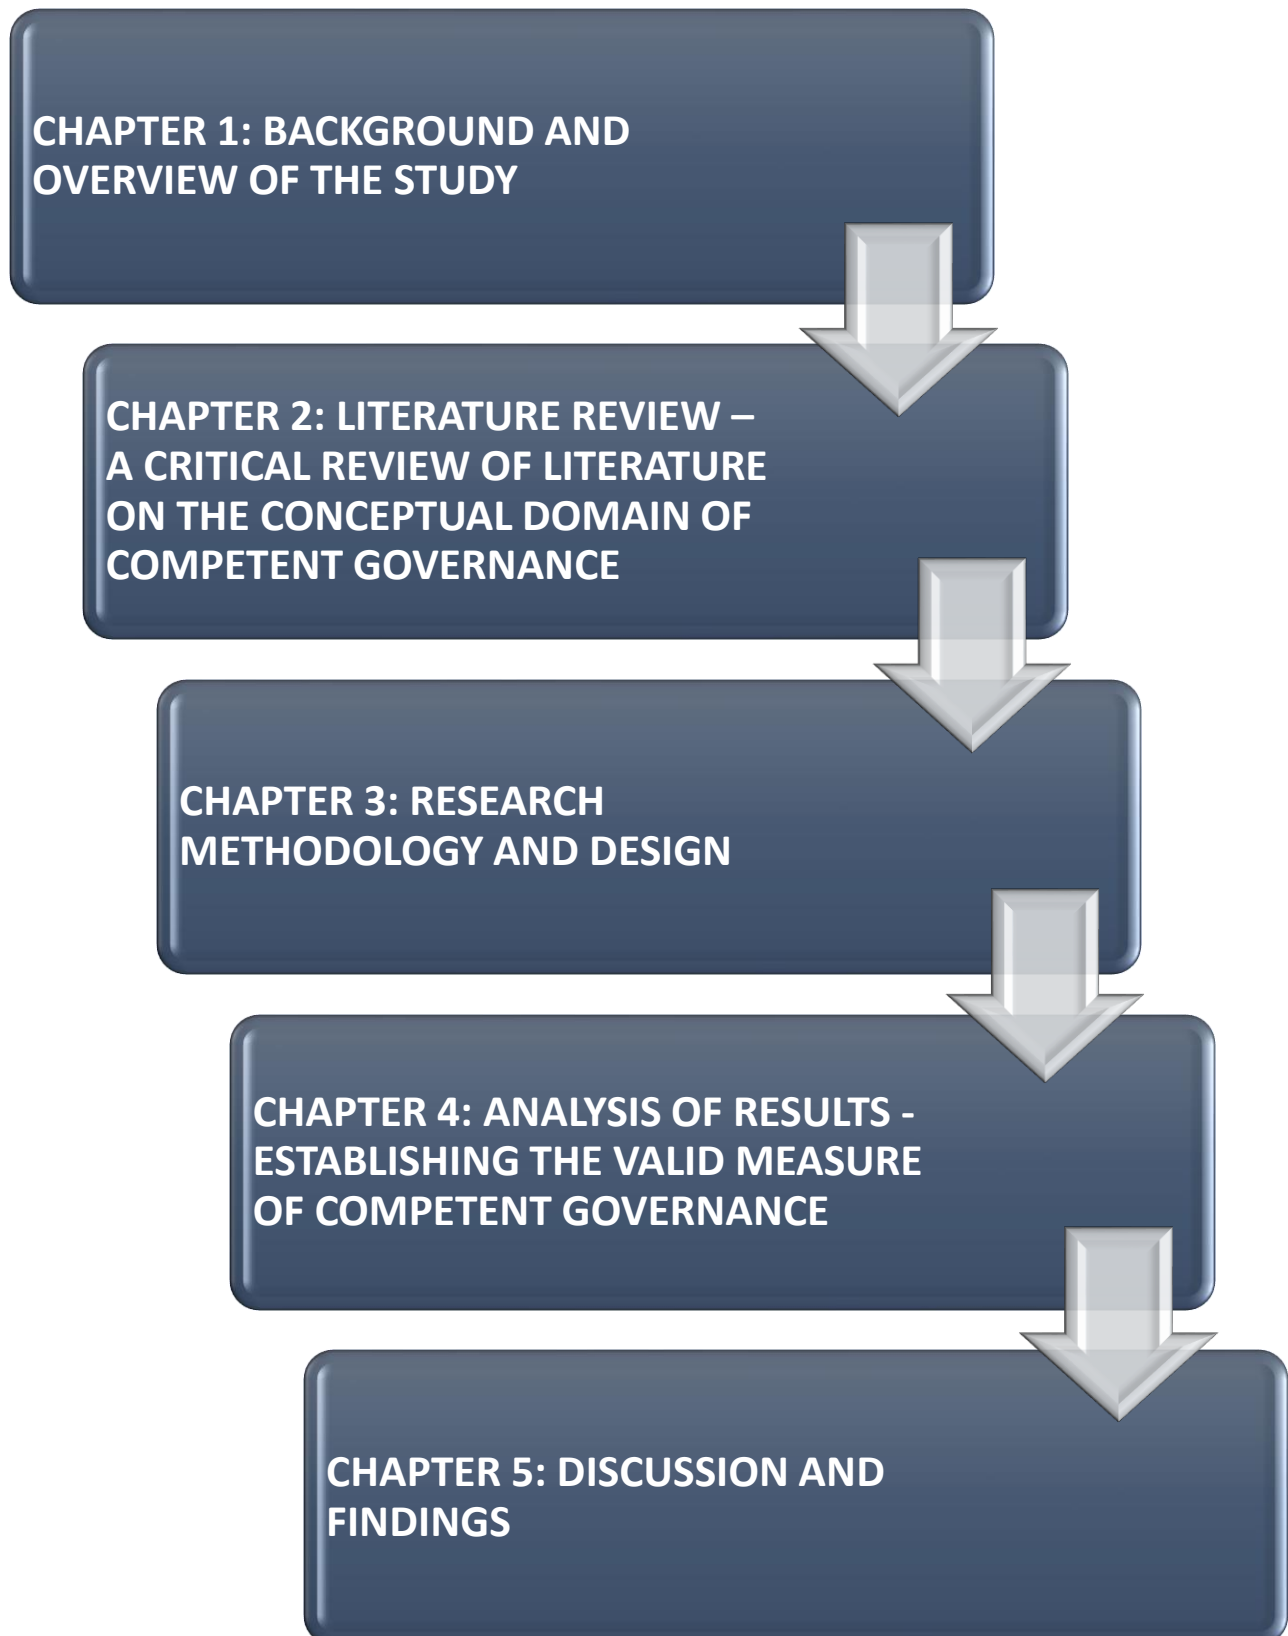 CHAPTER 1: BACKGROUND AND
OVERVIEW OF THE STUDY
CHAPTER 2: LITERATURE REVIEW –
A CRITICAL REVIEW OF LITERATURE
ON THE CONCEPTUAL DOMAIN OF
COMPETENT GOVERNANCE
CHAPTER 3: RESEARCH
METHODOLOGY AND DESIGN
CHAPTER 4: ANALYSIS OF RESULTS -
ESTABLISHING THE VALID MEASURE
OF COMPETENT GOVERNANCE
CHAPTER 5: DISCUSSION AND
FINDINGS